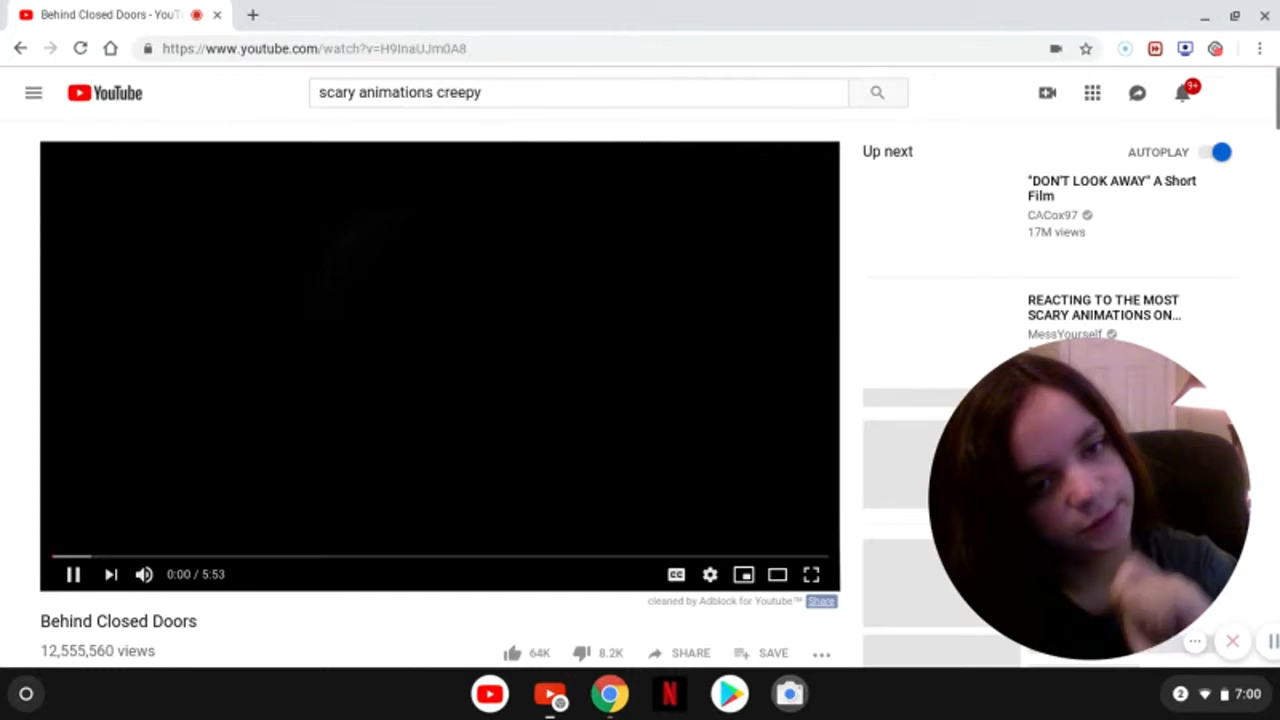 Behind Closed Doors - YouT
https://www.youtube.com/watch?v=H9InaUJm0A8
YouTube
scary animations creepy
9+
Up next
AUTOPLAY
"DON'T LOOK AWAY" A Short
Film
CACox97
17M views
REACTING TO THE MOST
SCARY ANIMATIONS ON...
MessYourself
0:00 / 5:53
CC
cleaned by Adblock for Youtube™ Share
Behind Closed Doors
12,555,560 views
64K
8.2K
SHARE
SAVE
2
7:00